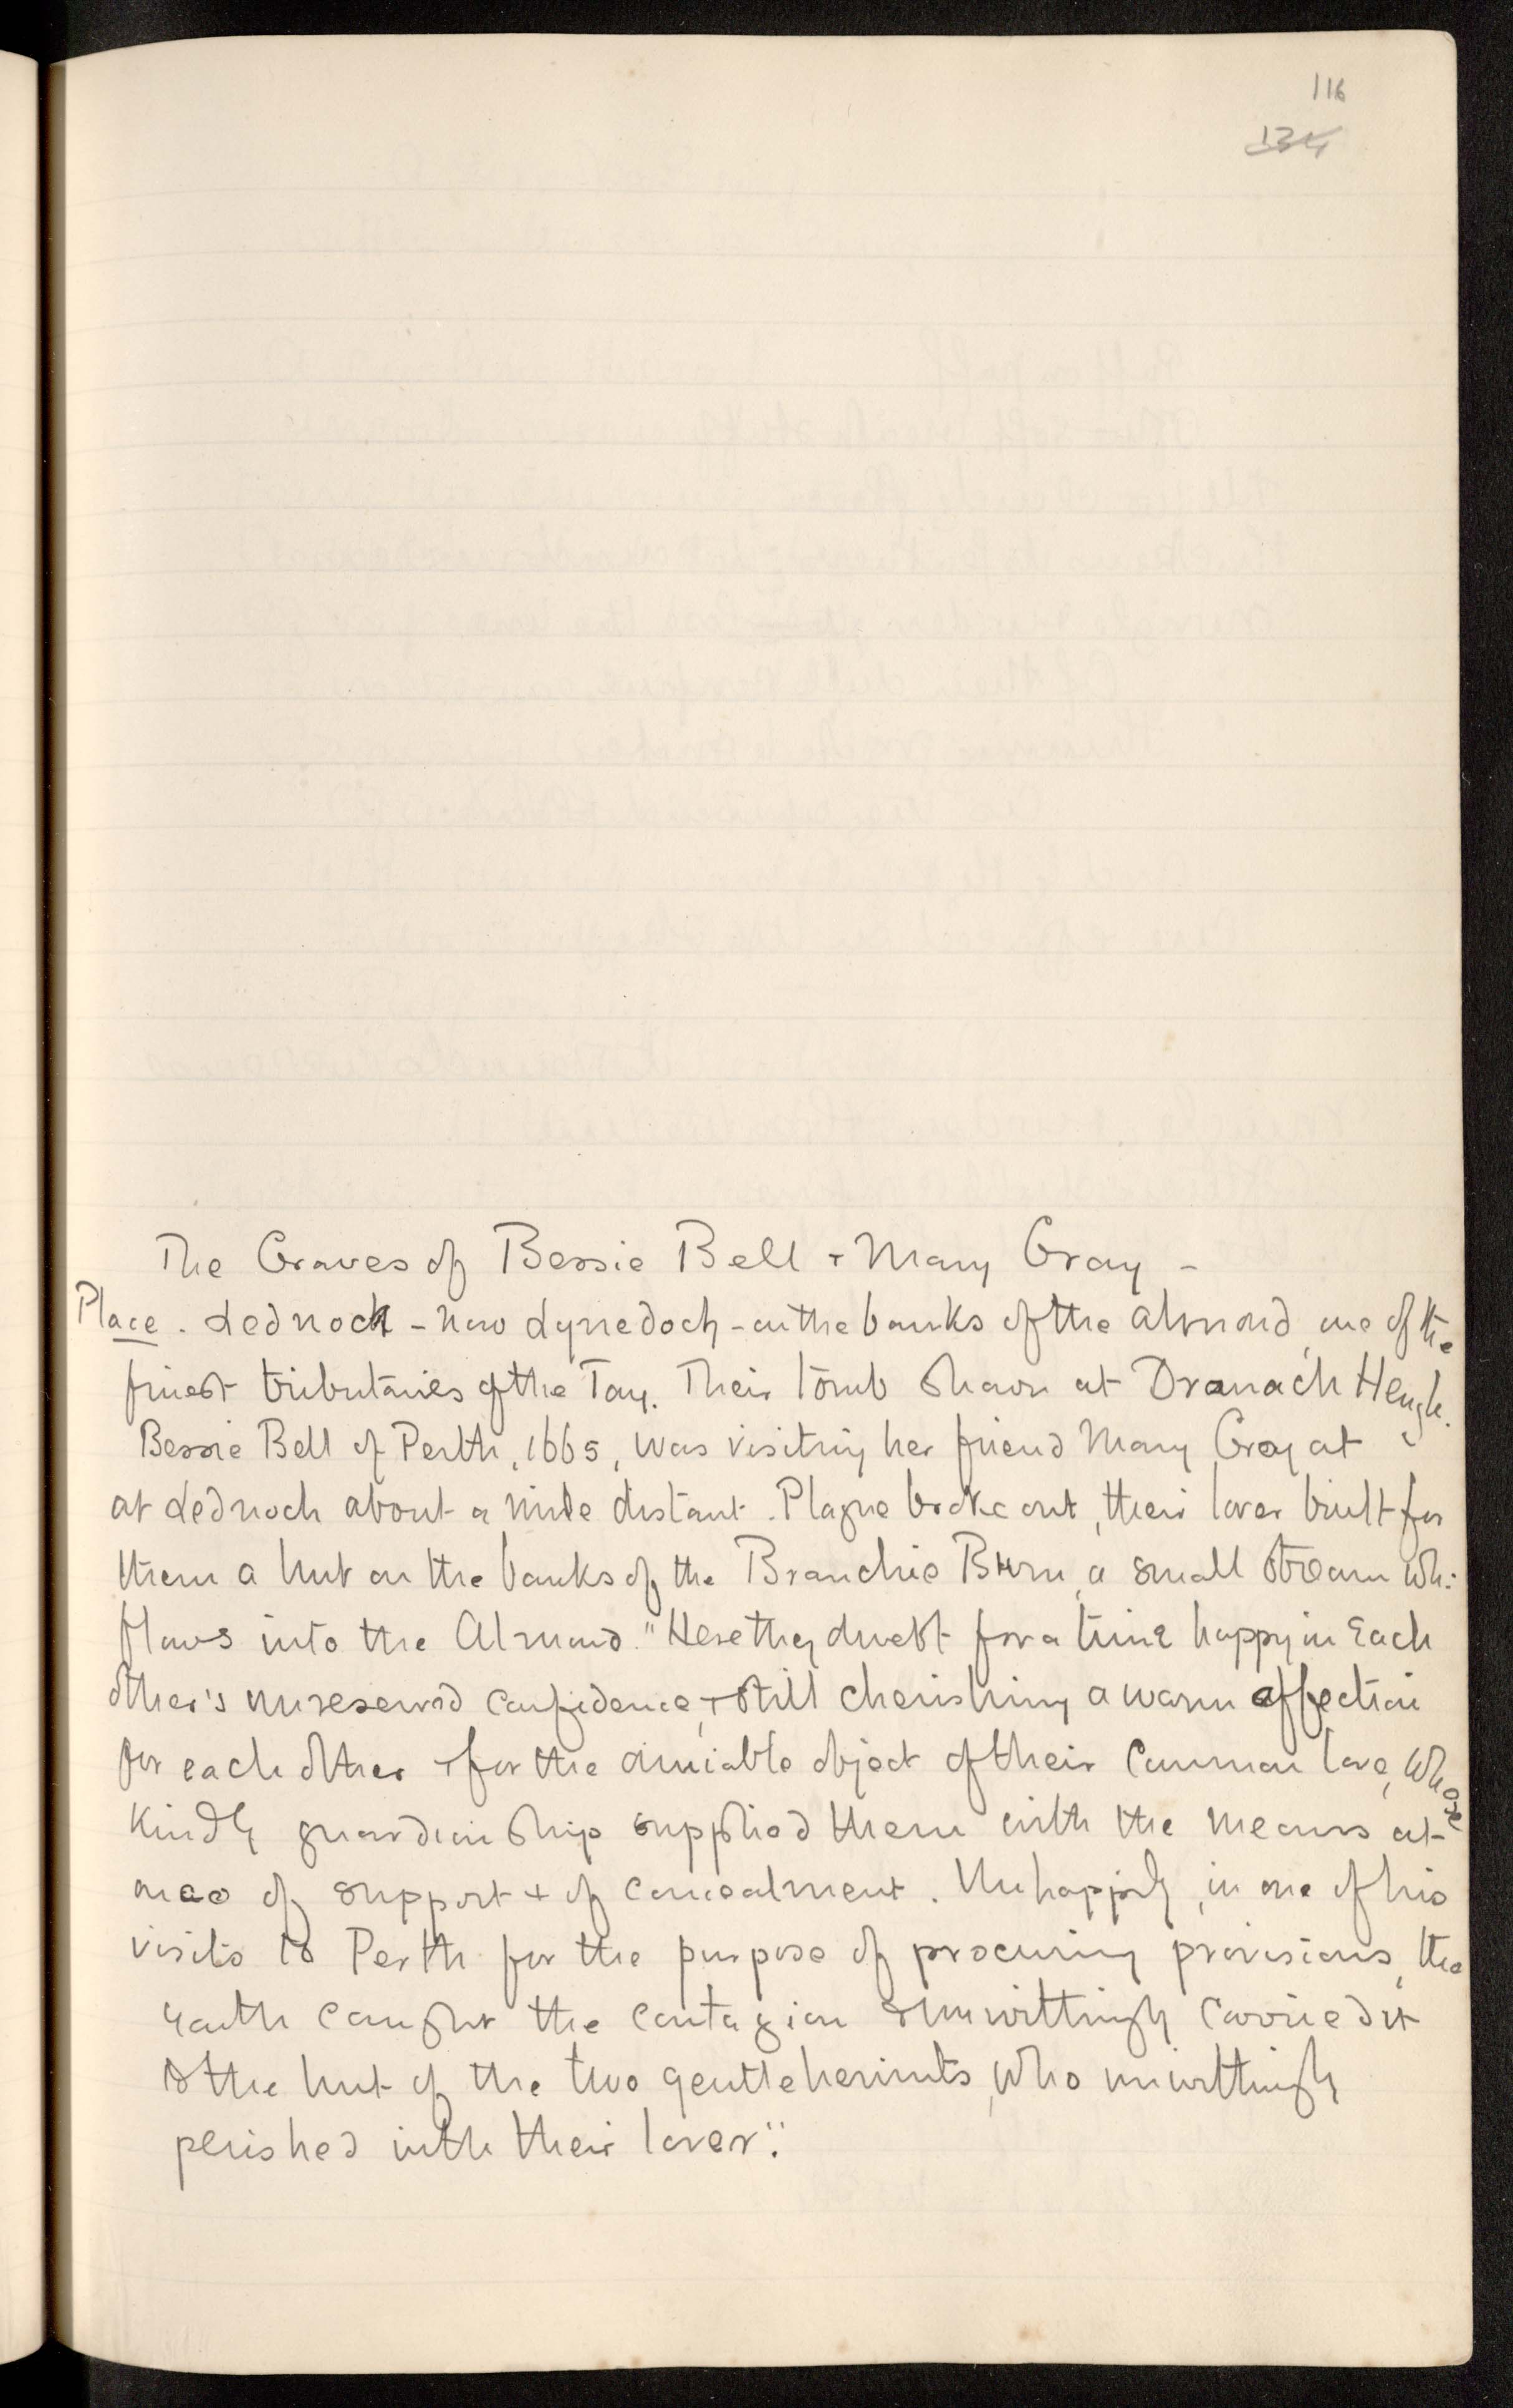 116
134
The Graves of Bessie Bell + Mary Gray -
Place. Lednock - now Lynedoch - on the banks of the Almond, one of the
finest tributaries of the Tay. Their tomb shown at Dranach Heugh.
Bessie Bell of Perth, 1665, was visiting her friend Mary Gray at
at Lednoch about a mile distant. Plague broke out, their lover built for
them a hut on the banks of the Branchie Burn, a small stream wh:
flows into the Almond. "Here they dwelt for a time happy in each
other's unreserved confidence, + still cherishing a warm affection
for each other + for the amiable object of their common love, whose
kindly guardianship supplied them with the means at
once of support + of concealment. Unhappily, in one of his
visits to Perth for the purpose of procuring provisions, the
youth caught the contagion & unwittingly carried it
to the hut of the two gentle hermits, who unwittingly
perished with their lover."